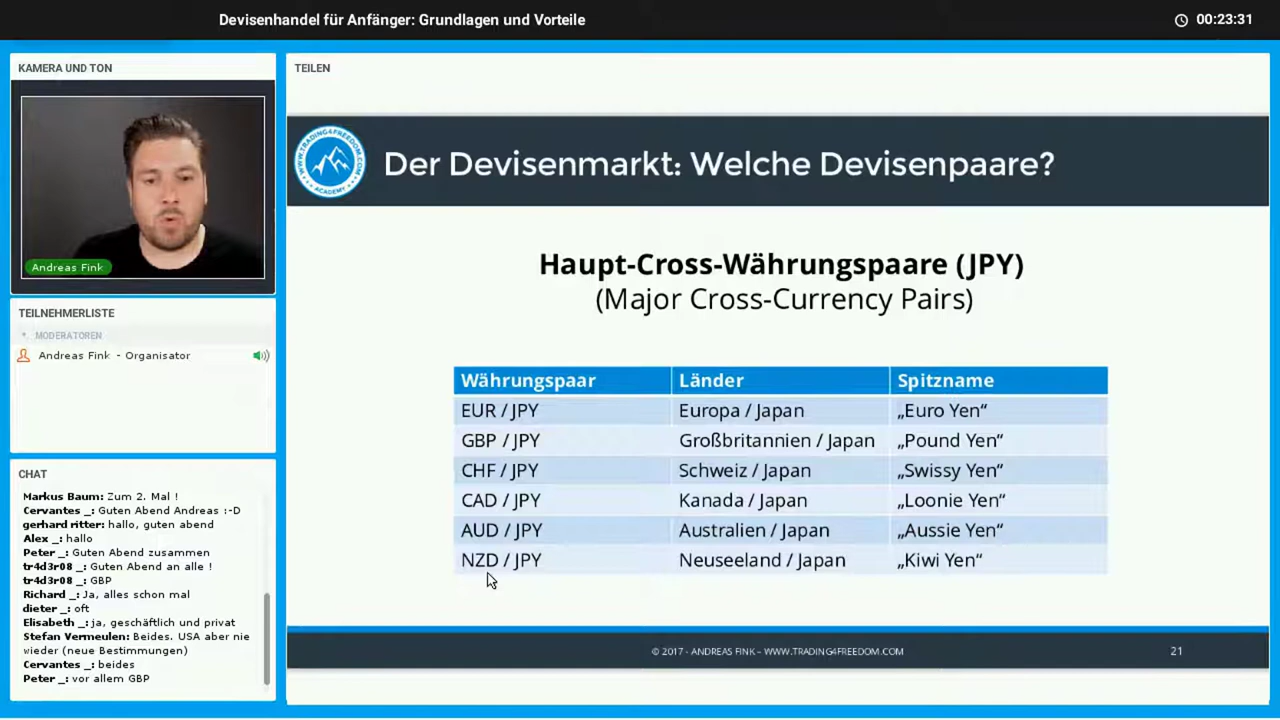 Devisenhandel für Anfänger: Grundlagen und Vorteile
00:23:31
KAMERA UND TON
Andreas Fink
TEILNEHMERLISTE
MODERATOREN
Andreas Fink - Organisator
CHAT
Markus Baum: Zum 2. Mal !
Cervantes _: Guten Abend Andreas :-D
gerhard ritter: hallo, guten abend
Alex _: hallo
Peter _: Guten Abend zusammen
tr4d3r08 _: Guten Abend an alle !
tr4d3r08 _: GBP
Richard _: Ja, alles schon mal
dieter _: oft
Elisabeth _: ja, geschäftlich und privat
Stefan Vermeulen: Beides. USA aber nie
wieder (neue Bestimmungen)
Cervantes _: beides
Peter _: vor allem GBP
TEILEN
WWW.TRADING4FREEDOM.COM
ACADEMY
Der Devisenmarkt: Welche Devisenpaare?
Haupt-Cross-Währungspaare (JPY)
(Major Cross-Currency Pairs)
Währungspaar Länder Spitzname
EUR / JPY Europa / Japan „Euro Yen“
GBP / JPY Großbritannien / Japan „Pound Yen“
CHF / JPY Schweiz / Japan „Swissy Yen“
CAD / JPY Kanada / Japan „Loonie Yen“
AUD / JPY Australien / Japan „Aussie Yen“
NZD / JPY Neuseeland / Japan „Kiwi Yen“
© 2017 - ANDREAS FINK – WWW.TRADING4FREEDOM.COM
21